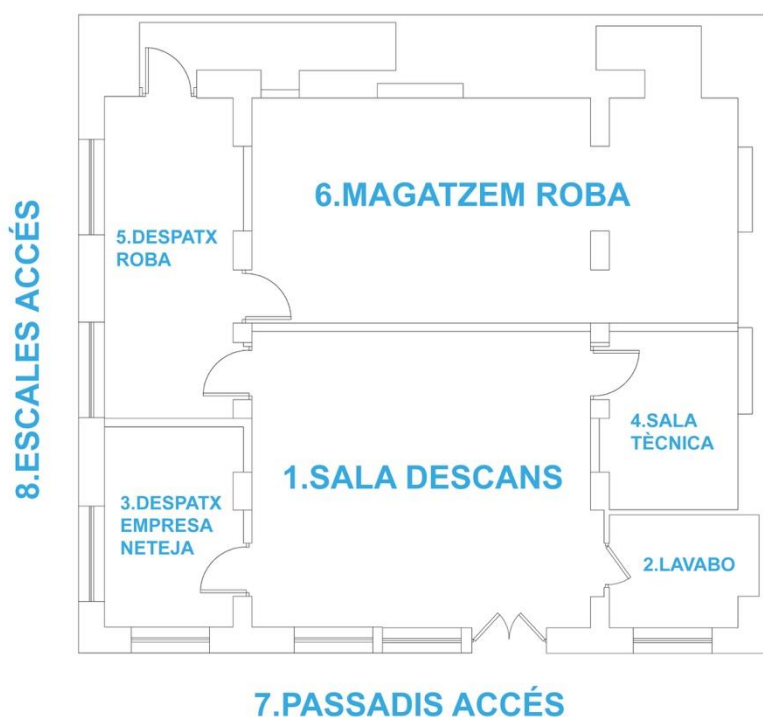 6.MAGATZEM ROBA
5.DESPATX
ROBA
8.ESCALES ACCÉS
4.SALA
TÈCNICA
1.SALA DESCANS
3.DESPATX
EMPRESA
NETEJA
2.LAVABO
7.PASSADIS ACCÉS